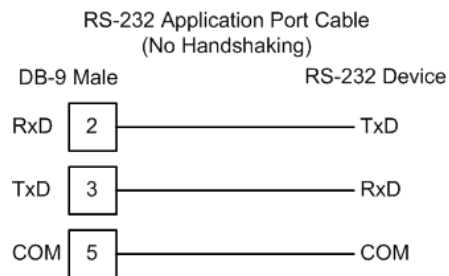 RS-232 Application Port Cable
(No Handshaking)
DB-9 Male RS-232 Device
RxD 2 TxD
TxD 3 RxD
COM 5 COM